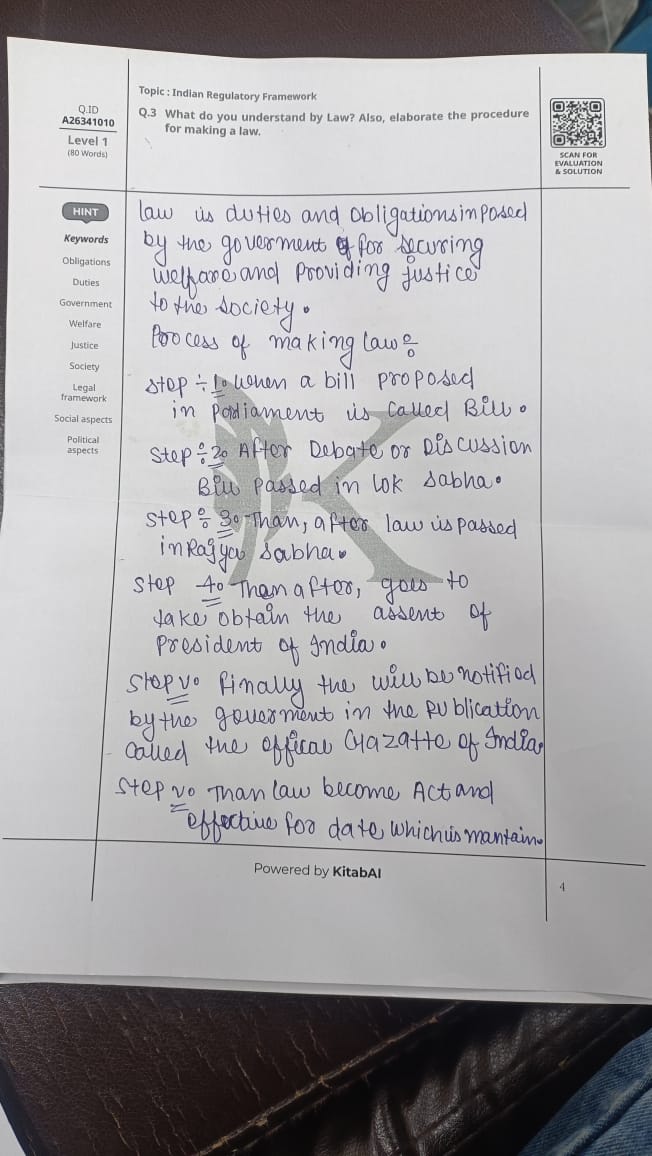 Topic : Indian Regulatory Framework
Q.ID
A26341010
Level 1
(80 Words)
Q.3 What do you understand by Law? Also, elaborate the procedure
for making a law.
SCAN FOR
EVALUATION
& SOLUTION
HINT
Keywords
Obligations
Duties
Government
Welfare
Justice
Society
Legal
framework
Social aspects
Political
aspects
law is duties and obligations inposed
by the goverment for securing
welfare and Providing justice
to the society.
Process of making law:
Step ÷ 1. When a bill proposed
in Parliament is Called Bill.
Step : 2. After Debate or Discussion
Bill passed in lok sabha.
Step : 3. Than, after law is passed
in Rajya sabha.
Step 4. Then after, goes to
take obtain the assent of
President of India.
Step v. Finally the will be notified
by the goverment in the Publication
Called the offical Gazatte of India.
Step vo Than law become Act and
effective for date which is mantain.
Powered by KitabAI
4